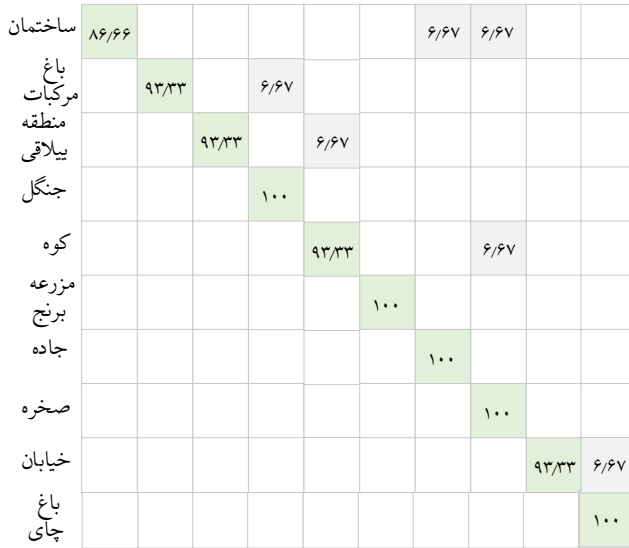 ساختمان ۸۶/۶۶ ۶/۶۷ ۶/۶۷
باغ
مرکبات ۹۳/۳۳ ۶/۶۷
منطقه
ییلاقی ۹۳/۳۳ ۶/۶۷
جنگل ۱۰۰
کوه ۹۳/۳۳ ۶/۶۷
مزرعه
برنج ۱۰۰
جاده ۱۰۰
صخره ۱۰۰
خیابان ۹۳/۳۳ ۶/۶۷
باغ
چای ۱۰۰